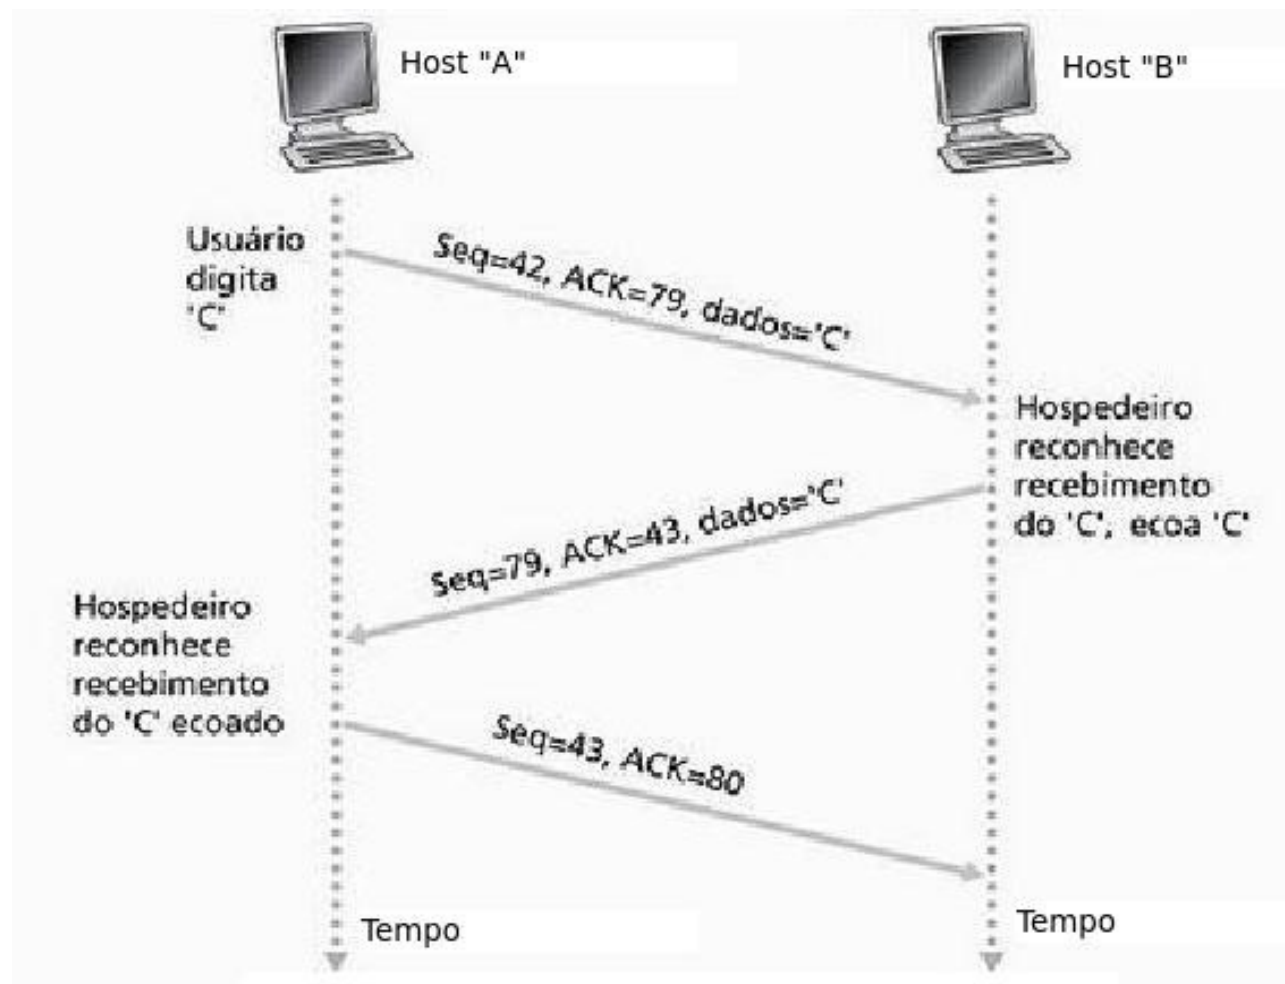 Host "A"
Host "B"
Usuário
digita
'C'
Seq=42, ACK=79, dados='C'
Hospedeiro
reconhece
recebimento
do 'C', ecoa 'C'
Seq=79, ACK=43, dados='C'
Hospedeiro
reconhece
recebimento
do 'C' ecoado
Seq=43, ACK=80
Tempo
Tempo